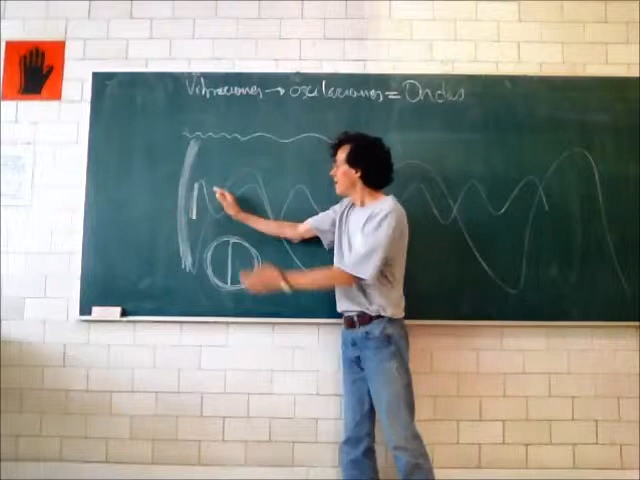 Vibraciones → oscilaciones = Ondas